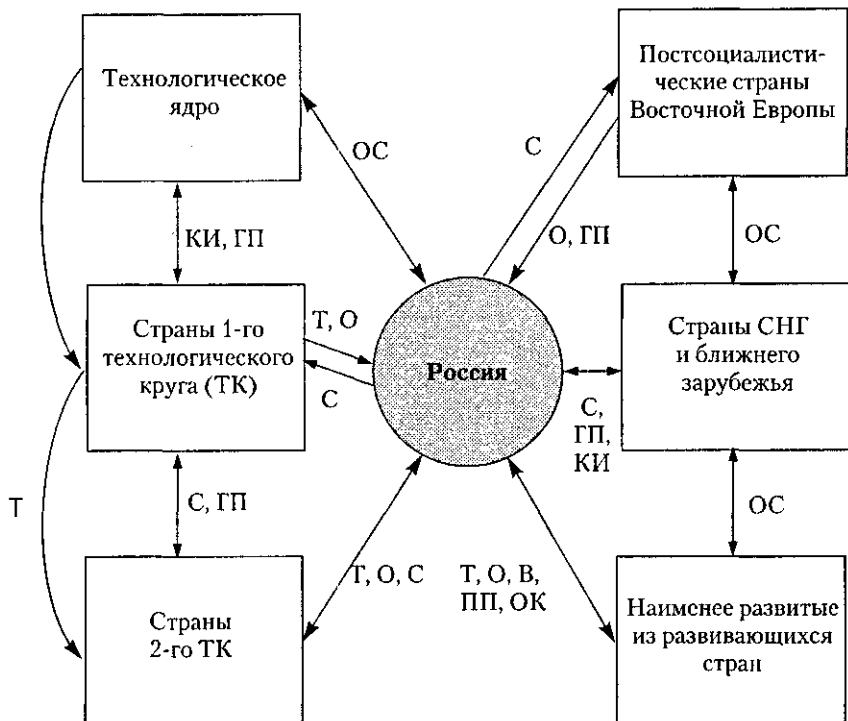 Технологическое
ядро
Постсоциалисти-
ческие страны
Восточной Европы
ОС
С
КИ, ГП
О, ГП
ОС
Страны 1-го
технологического
круга (ТК)
Т, О
С
Россия
Страны СНГ
и ближнего
зарубежья
С,
ГП,
КИ
Т
С, ГП
ОС
Т, О, С
Т, О, В,
ПП, ОК
Страны
2-го ТК
Наименее развитые
из развивающихся
стран